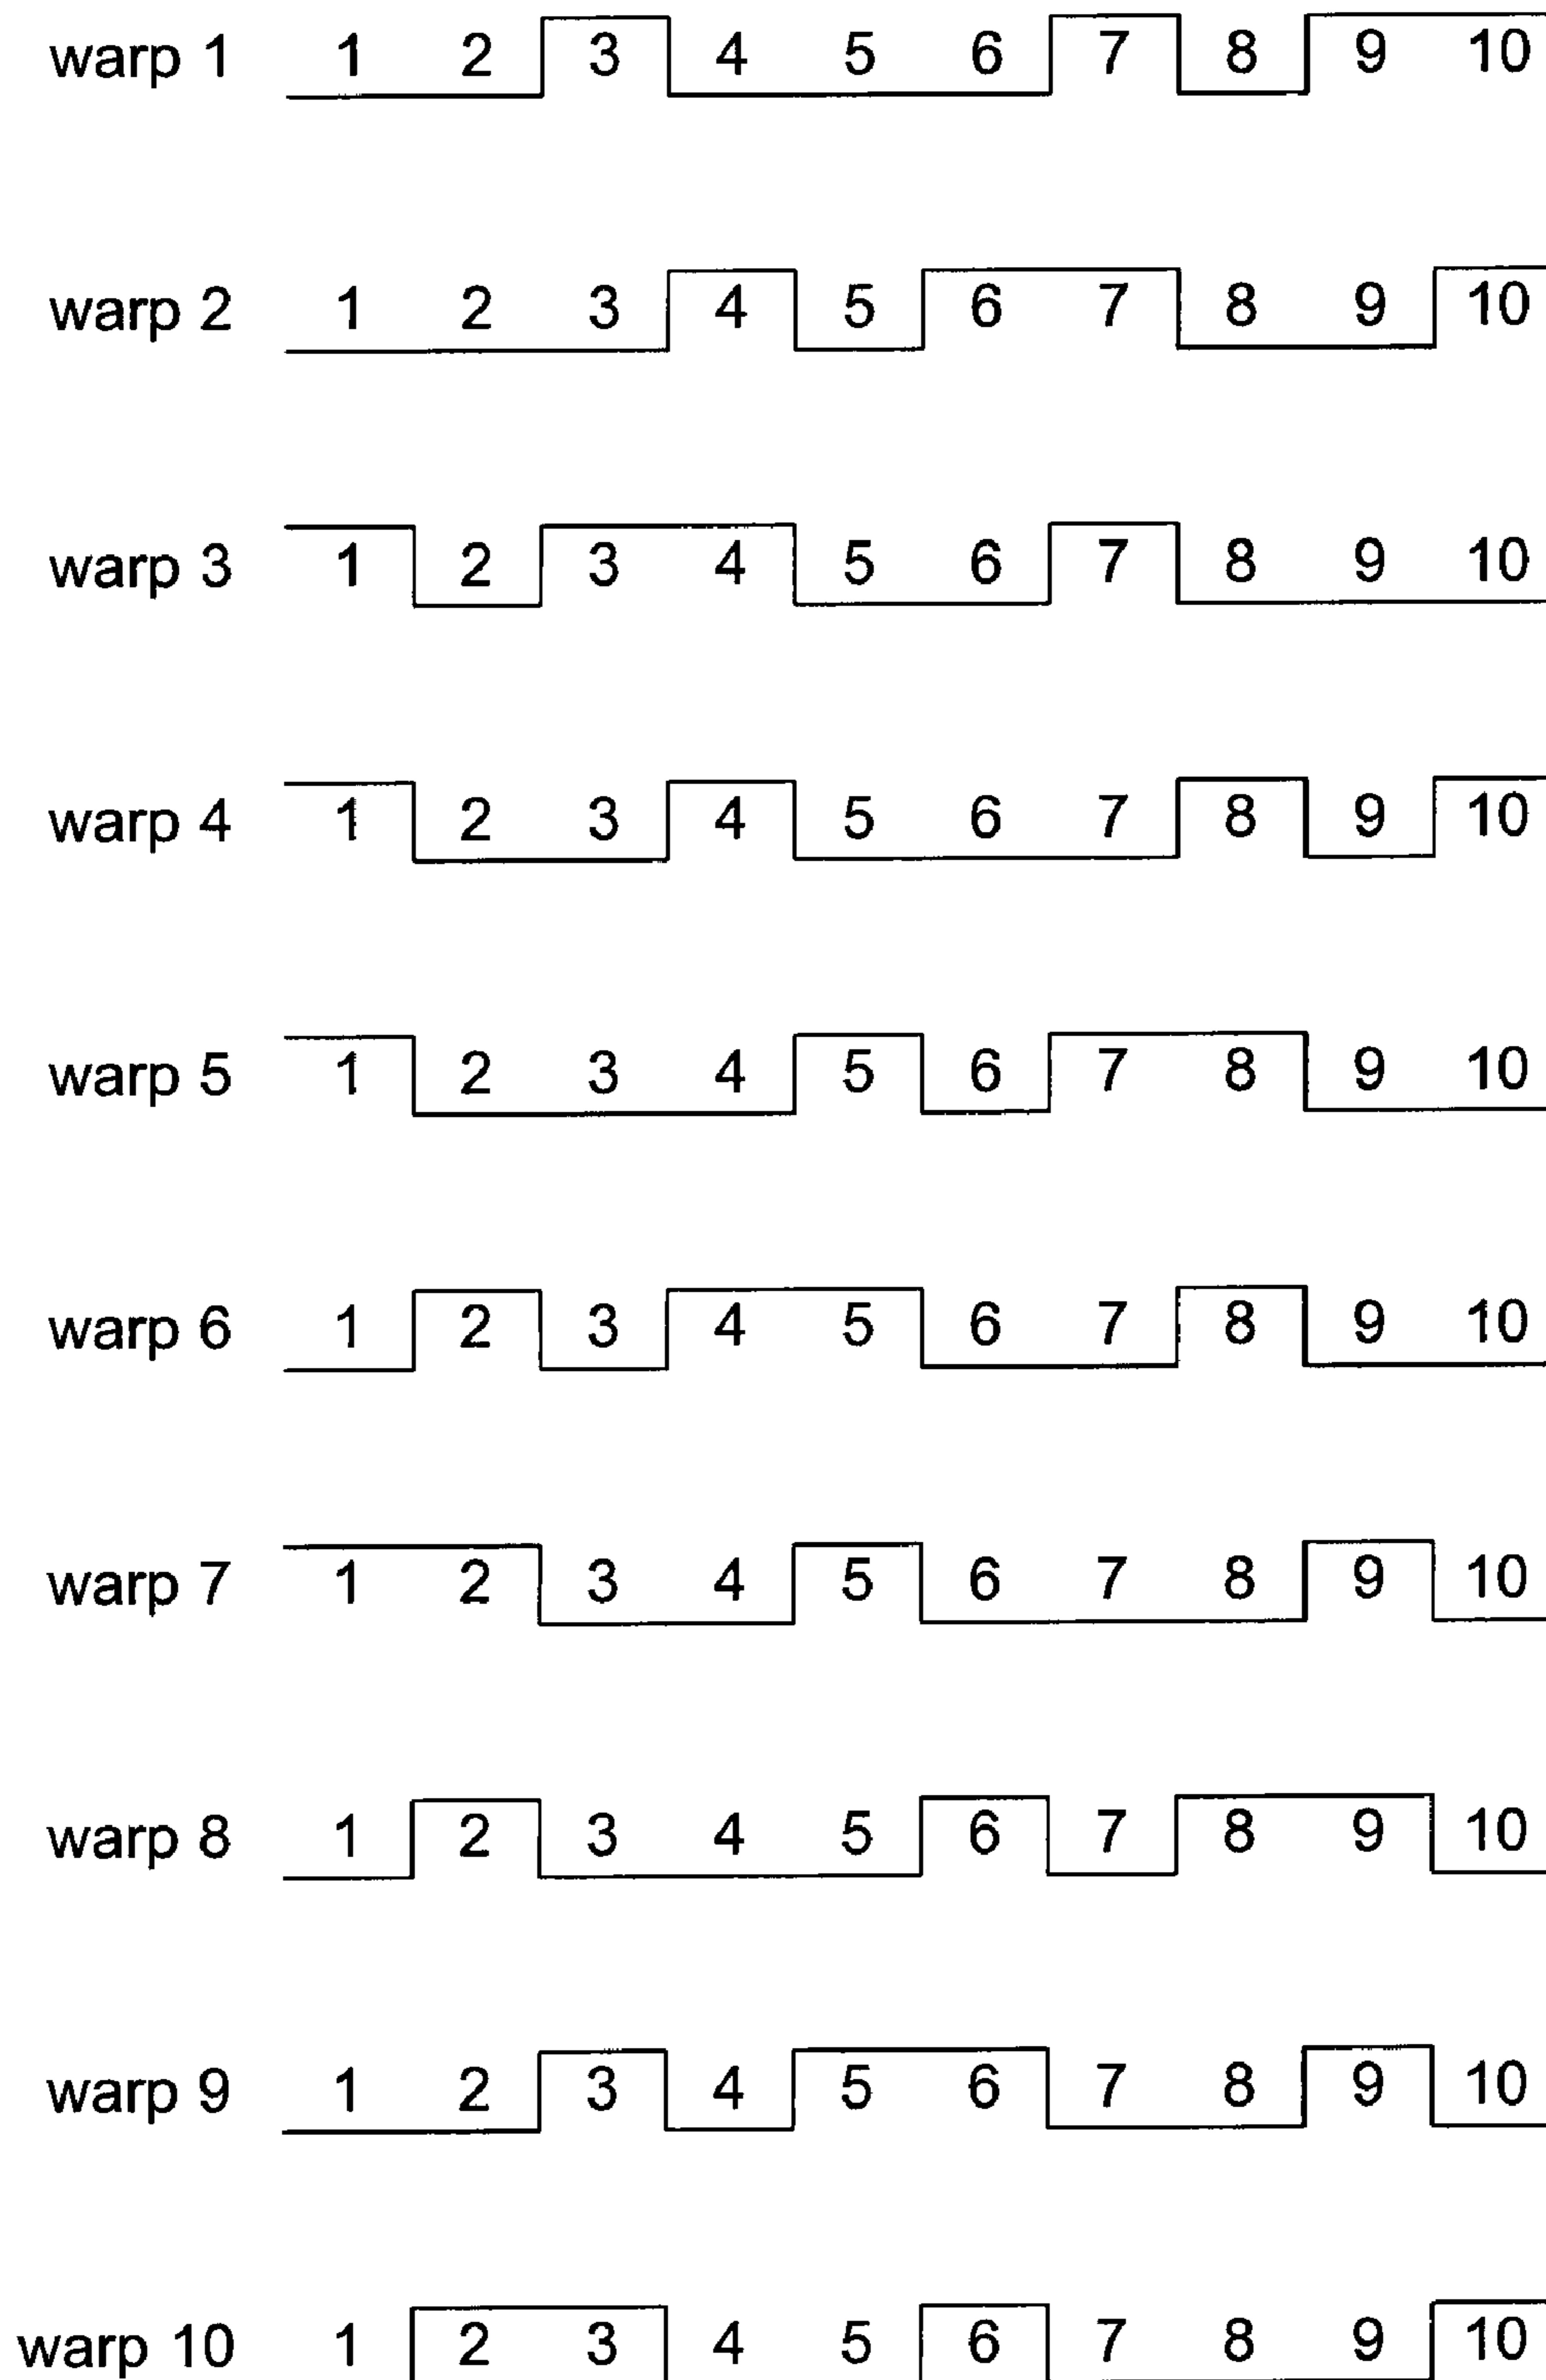 warp 1 1 2 3 4 5 6 7 8 9 10
warp 2 1 2 3 4 5 6 7 8 9 10
warp 3 1 2 3 4 5 6 7 8 9 10
warp 4 1 2 3 4 5 6 7 8 9 10
warp 5 1 2 3 4 5 6 7 8 9 10
warp 6 1 2 3 4 5 6 7 8 9 10
warp 7 1 2 3 4 5 6 7 8 9 10
warp 8 1 2 3 4 5 6 7 8 9 10
warp 9 1 2 3 4 5 6 7 8 9 10
warp 10 1 2 3 4 5 6 7 8 9 10